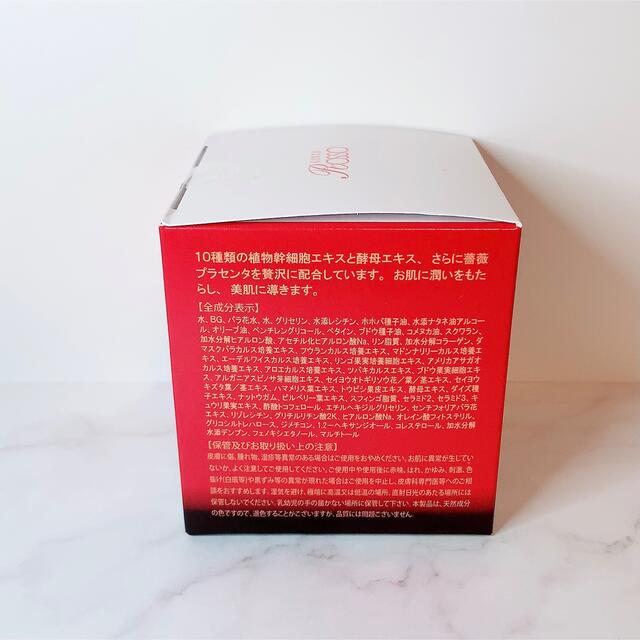 Rosso
10種類の植物幹細胞エキスと酵母エキス、さらに薔薇
プラセンタを贅沢に配合しています。お肌に潤いをもた
らし、美肌に導きます。
【全成分表示】
水、BG、バラ花水、水、グリセリン、水添レシチン、ホホバ種子油、水添ナタネ油アルコー
ル、オリーブ油、ペンチレングリコール、ベタイン、ブドウ種子油、コメヌカ油、スクワラン、
加水分解ヒアルロン酸、アセチル化ヒアルロン酸Na、リン脂質、加水分解コラーゲン、ダ
マスクバラカルス培養エキス、フウランカルス培養エキス、マドンナリリーカルス培養エキ
ス、エーデルワイスカルス培養エキス、リンゴ果実培養細胞エキス、アメリカアサガオ
カルス培養エキス、アロエカルス培養エキス、ツバキカルスエキス、ブドウ果実細胞エキ
ス、アルガニアスピノサ芽細胞エキス、セイヨウオトギリソウ花／葉／茎エキス、セイヨウ
キズタ葉／茎エキス、ハマメリス葉エキス、トウビシ果皮エキス、酵母エキス、ダイズ種
子エキス、ナットウガム、ビルベリー葉エキス、スフィンゴ脂質、セラミド2、セラミド3、キ
ュウリ果実エキス、酢酸トコフェロール、エチルヘキシルグリセリン、センチフォリアバラ花
エキス、リゾレシチン、グリチルリチン酸2K、ヒアルロン酸Na、オレイン酸フィトステリル、
グリコシルトレハロース、ジメチコン、1,2-ヘキサンジオール、コレステロール、加水分解
水添デンプン、フェノキシエタノール、マルチトール
【保管及びお取り扱い上の注意】
皮膚に傷、腫れ物、湿疹等異常のある場合はご使用をおやめください。お肌に異常が生じてい
ないか、よく注意してご使用してください。ご使用中や使用後に赤味、はれ、かゆみ、刺激、色
抜け(白斑等)や黒ずみ等の異常が現れた場合はご使用を中止し、皮膚科専門医等へのご相
談をおすすめします。湿気を避け、極端に高温又は低温の場所、直射日光のあたる場所には
保管しないでください。乳幼児の手の届かない場所に保管して下さい。本製品は、天然成分
の色ですので、退色することがございますが、品質には問題ございません。